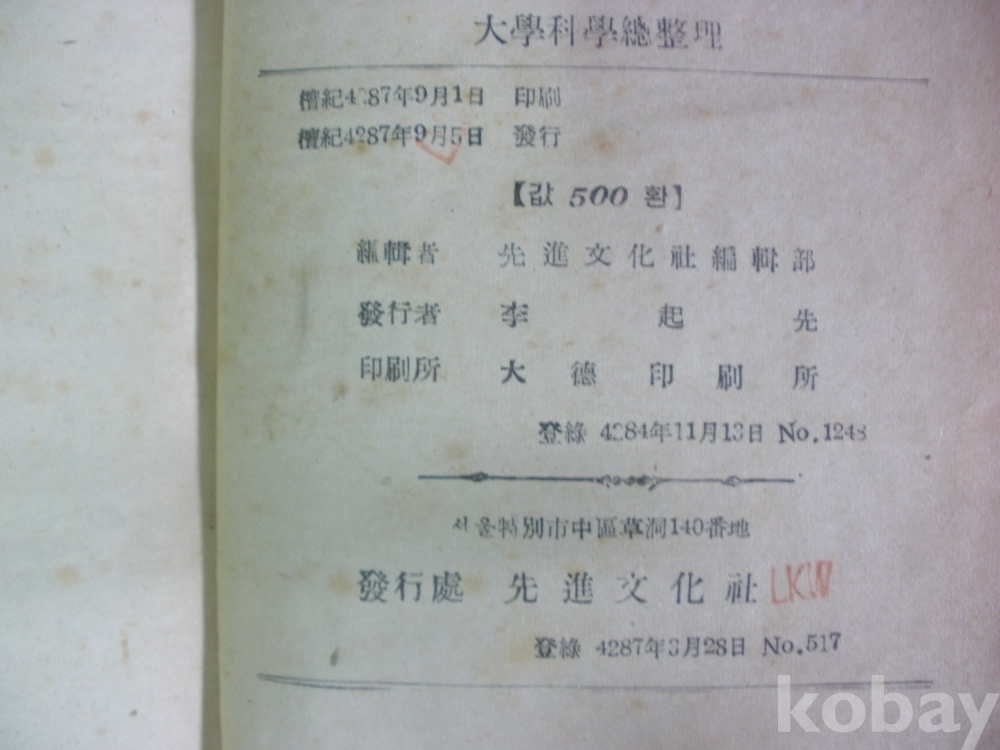 大學科學總整理
檀紀4287年9月1日 印刷
檀紀4287年9月5日 發行
【값 500 환】
編輯者 先進文化社編輯部
發行者 李起先
印刷所 大德印刷所
登錄 4284年11月13日 No.1248
서울特別市中區草洞140番地
發行處 先進文化社 LKW
登錄 4287年3月28日 No.517
kobay